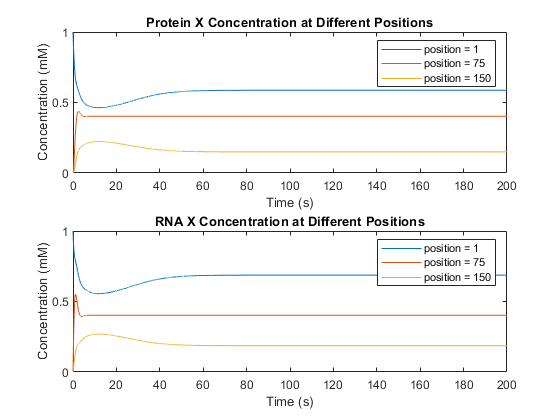 Protein X Concentration at Different Positions
Concentration (mM)
1
0.5
0
position = 1
position = 75
position = 150
0 20 40 60 80 100 120 140 160 180 200
Time (s)
RNA X Concentration at Different Positions
Concentration (mM)
1
0.5
0
position = 1
position = 75
position = 150
0 20 40 60 80 100 120 140 160 180 200
Time (s)